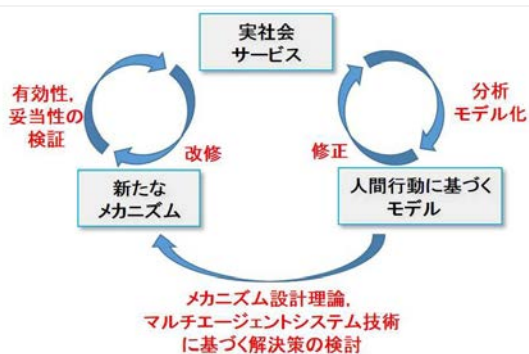 実社会
サービス
有効性,
妥当性の
検証
改修
修正
分析
モデル化
新たな
メカニズム
人間行動に基づく
モデル
メカニズム設計理論,
マルチエージェントシステム技術
に基づく解決策の検討